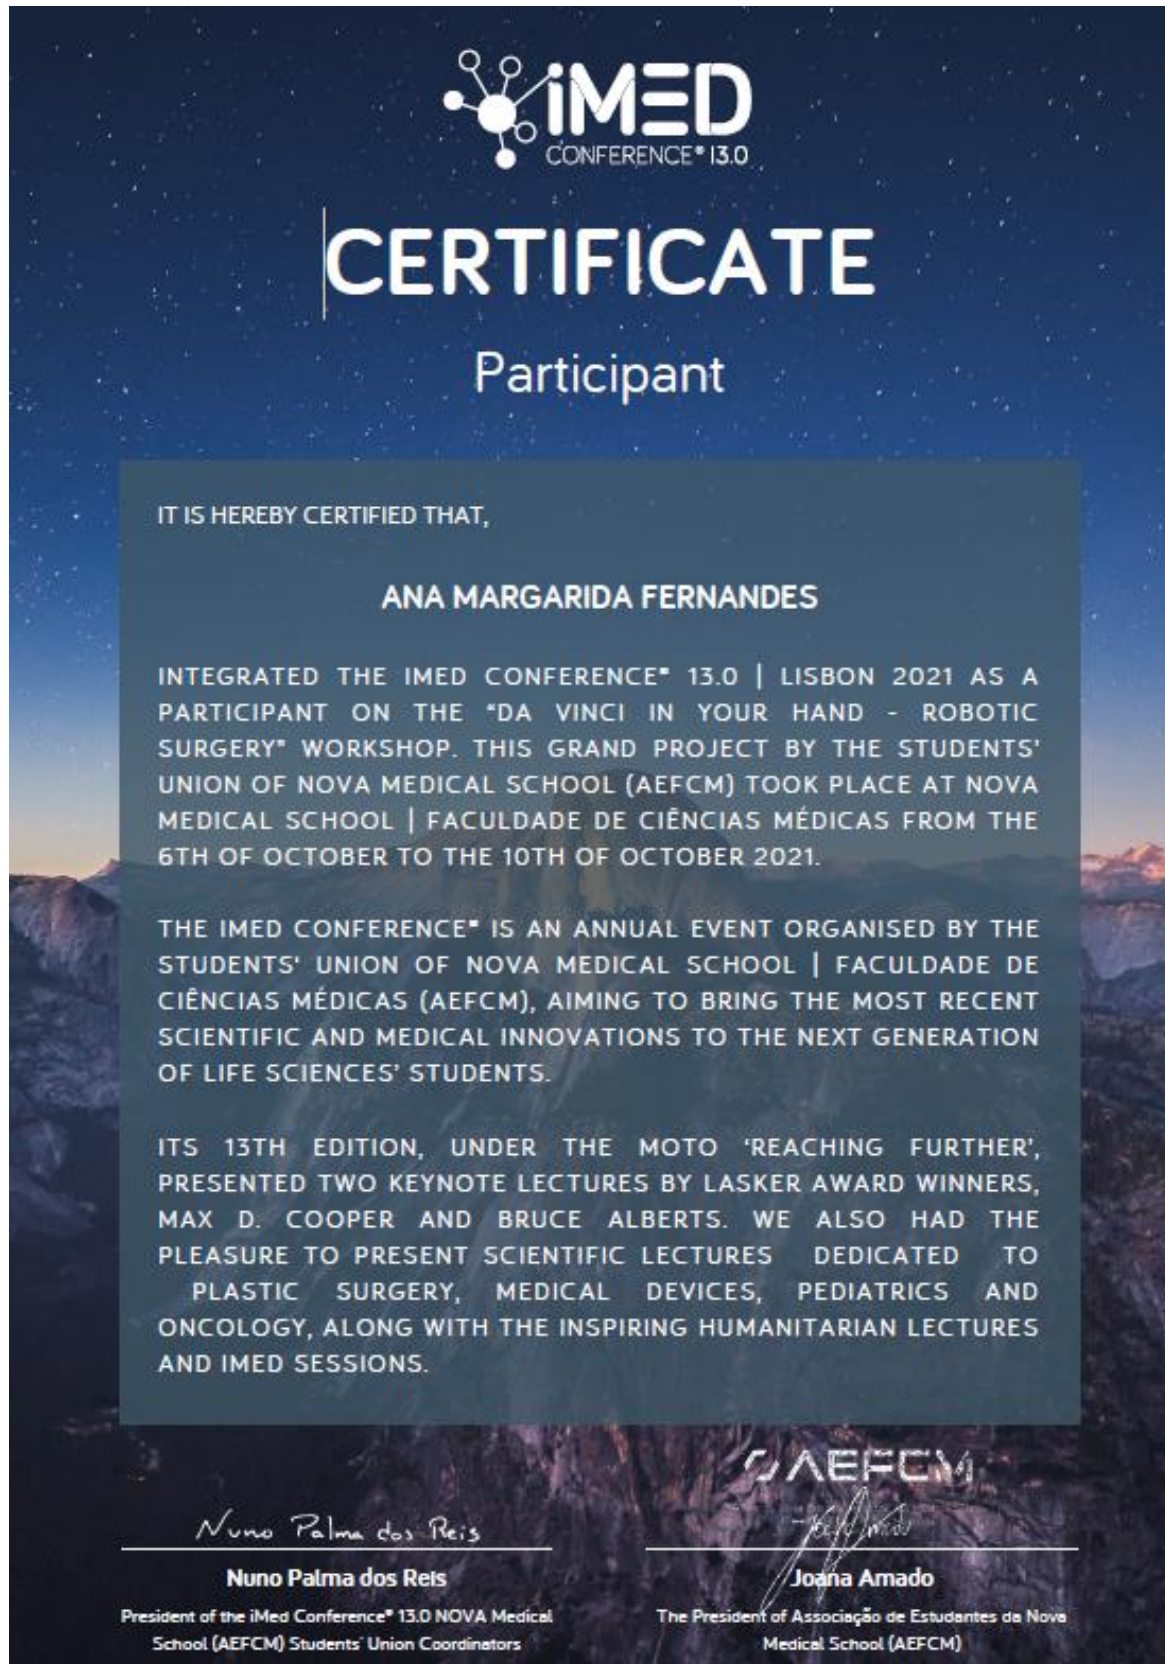 iMED
CONFERENCE® 13.0
CERTIFICATE
Participant
IT IS HEREBY CERTIFIED THAT,
ANA MARGARIDA FERNANDES
INTEGRATED THE IMED CONFERENCE® 13.0 | LISBON 2021 AS A
PARTICIPANT ON THE "DA VINCI IN YOUR HAND - ROBOTIC
SURGERY" WORKSHOP. THIS GRAND PROJECT BY THE STUDENTS'
UNION OF NOVA MEDICAL SCHOOL (AEFCM) TOOK PLACE AT NOVA
MEDICAL SCHOOL | FACULDADE DE CIÊNCIAS MÉDICAS FROM THE
6TH OF OCTOBER TO THE 10TH OF OCTOBER 2021.
THE IMED CONFERENCE® IS AN ANNUAL EVENT ORGANISED BY THE
STUDENTS' UNION OF NOVA MEDICAL SCHOOL | FACULDADE DE
CIÊNCIAS MÉDICAS (AEFCM), AIMING TO BRING THE MOST RECENT
SCIENTIFIC AND MEDICAL INNOVATIONS TO THE NEXT GENERATION
OF LIFE SCIENCES' STUDENTS.
ITS 13TH EDITION, UNDER THE MOTO 'REACHING FURTHER',
PRESENTED TWO KEYNOTE LECTURES BY LASKER AWARD WINNERS,
MAX D. COOPER AND BRUCE ALBERTS. WE ALSO HAD THE
PLEASURE TO PRESENT SCIENTIFIC LECTURES DEDICATED TO
PLASTIC SURGERY, MEDICAL DEVICES, PEDIATRICS AND
ONCOLOGY, ALONG WITH THE INSPIRING HUMANITARIAN LECTURES
AND IMED SESSIONS.
AEFCM
Nuno Palma dos Reis
Nuno Palma dos Reis
Joana Amado
President of the iMed Conference® 13.0 NOVA Medical
School (AEFCM) Students' Union Coordinators
The President of Associação de Estudantes da Nova
Medical School (AEFCM)